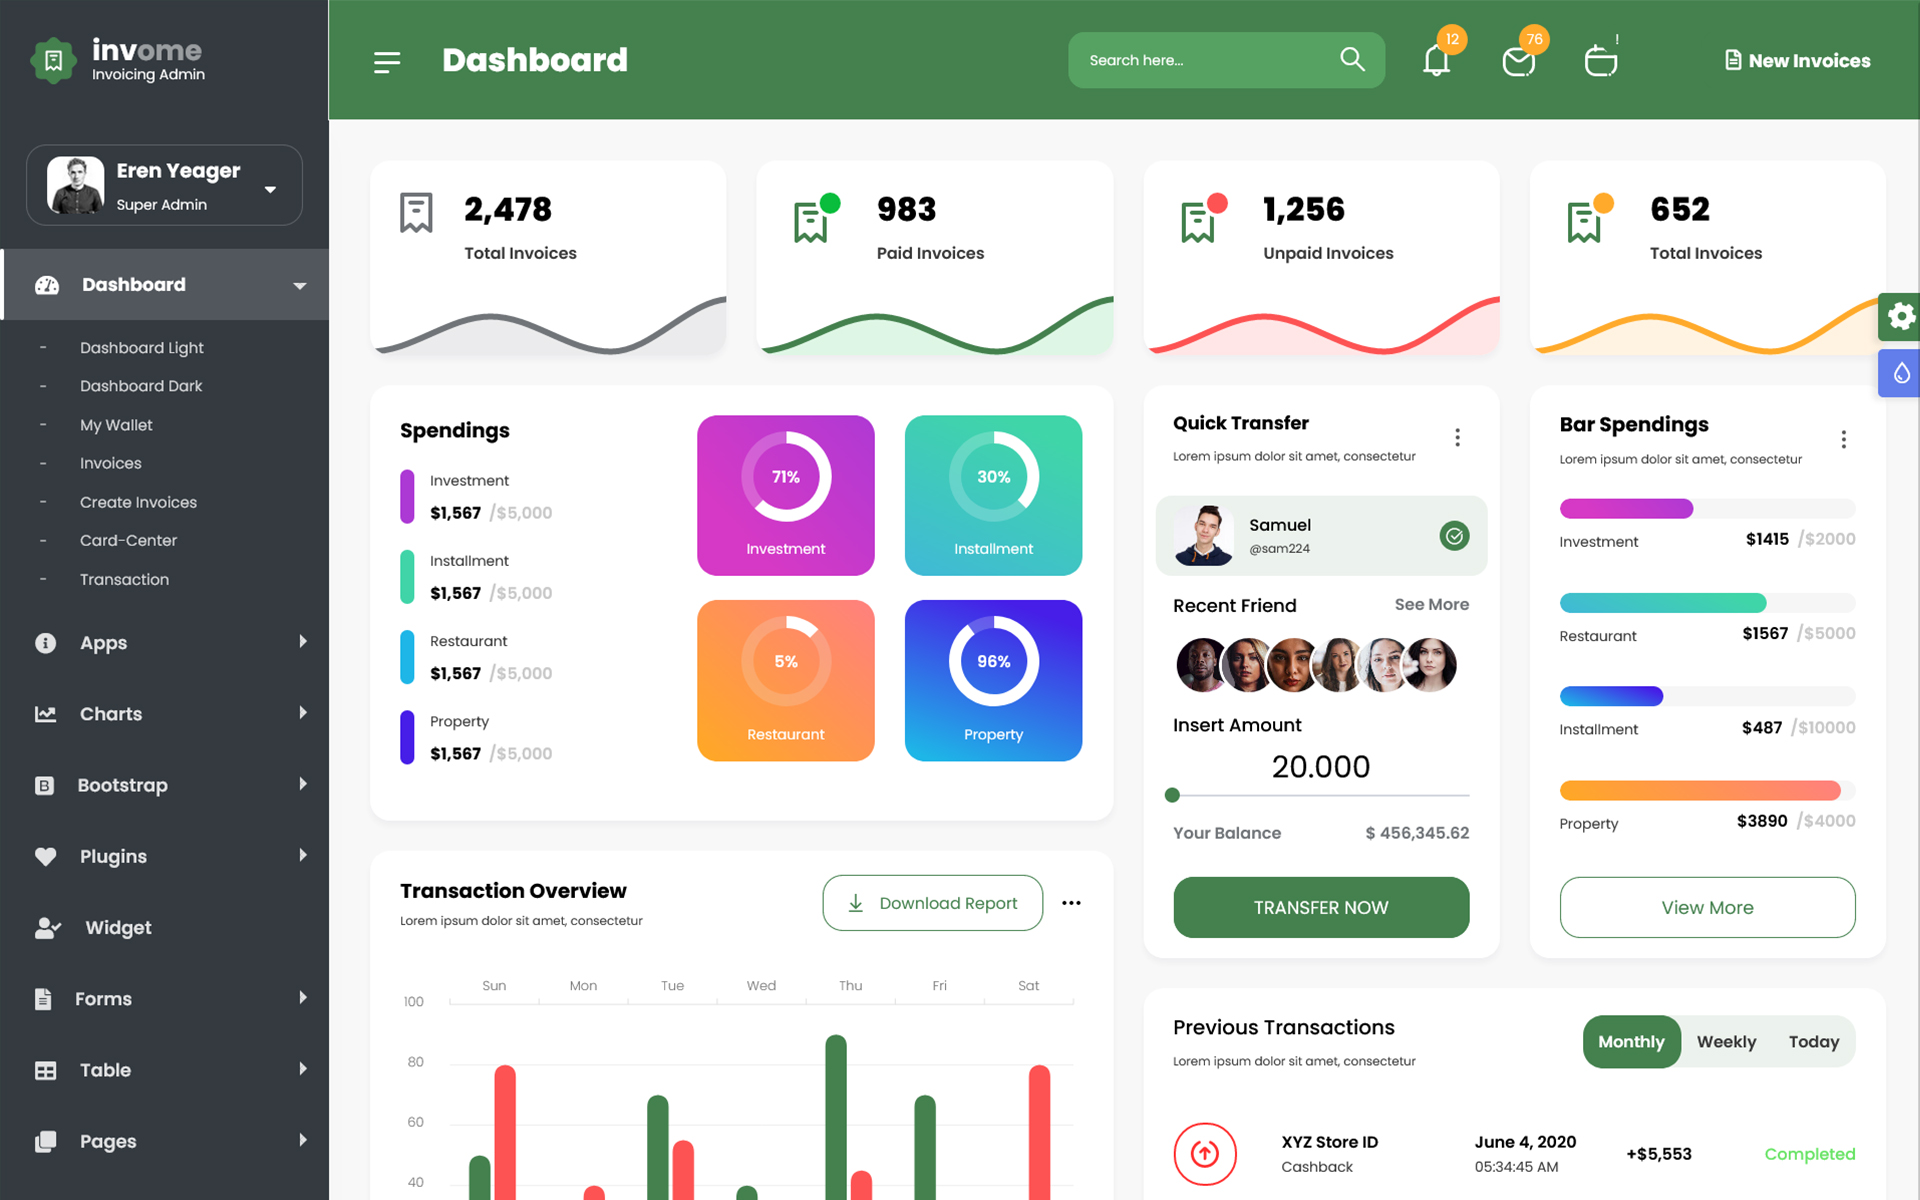 invome
Invoicing Admin
Dashboard
Search here...
12
76
!
New Invoices
Eren Yeager
Super Admin
Dashboard
- Dashboard Light
- Dashboard Dark
- My Wallet
- Invoices
- Create Invoices
- Card-Center
- Transaction
Apps
Charts
B Bootstrap
Plugins
Widget
Forms
Table
Pages
2,478
Total Invoices
983
Paid Invoices
1,256
Unpaid Invoices
652
Total Invoices
Spendings
Investment
$1,567 /$5,000
Installment
$1,567 /$5,000
Restaurant
$1,567 /$5,000
Property
$1,567 /$5,000
71%
Investment
30%
Installment
5%
Restaurant
96%
Property
Quick Transfer
Lorem ipsum dolor sit amet, consectetur
Samuel
@sam224
Recent Friend See More
Insert Amount
20.000
Your Balance $ 456,345.62
TRANSFER NOW
Bar Spendings
Lorem ipsum dolor sit amet, consectetur
Investment $1415 /$2000
Restaurant $1567 /$5000
Installment $487 /$10000
Property $3890 /$4000
View More
Transaction Overview
Lorem ipsum dolor sit amet, consectetur
Download Report
Sun Mon Tue Wed Thu Fri Sat
100
80
60
40
Previous Transactions
Lorem ipsum dolor sit amet, consectetur
Monthly Weekly Today
XYZ Store ID
Cashback
June 4, 2020
05:34:45 AM
+$5,553
Completed